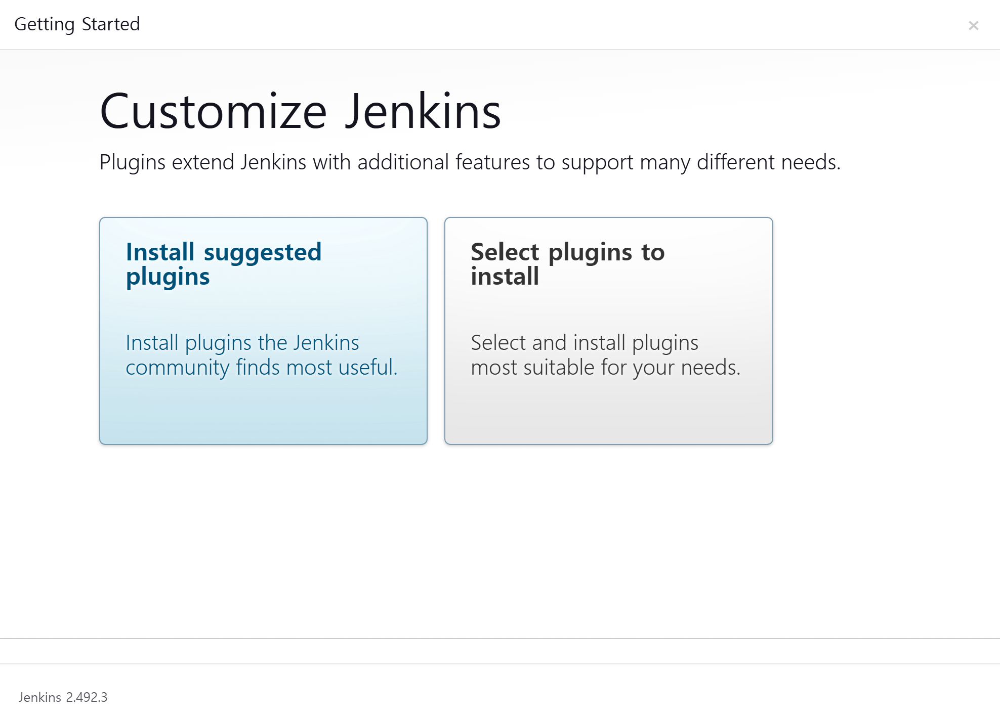 Getting Started
×
Customize Jenkins
Plugins extend Jenkins with additional features to support many different needs.
Install suggested
plugins
Install plugins the Jenkins
community finds most useful.
Select plugins to
install
Select and install plugins
most suitable for your needs.
Jenkins 2.492.3